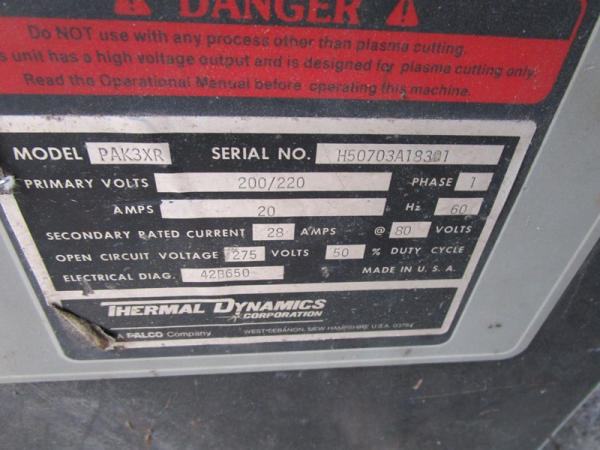 DANGER
Do NOT use with any process other than plasma cutting.
s unit has a high voltage output and is designed for plasma cutting only.
Read the Operational Manual before operating this machine.
MODEL PAK3XR SERIAL NO. H50703A18301
PRIMARY VOLTS 200/220 PHASE 1
AMPS 20 Hz 60
SECONDARY RATED CURRENT 28 AMPS @ 80 VOLTS
OPEN CIRCUIT VOLTAGE 275 VOLTS 50 % DUTY CYCLE
ELECTRICAL DIAG. 42B650 MADE IN U.S.A.
THERMAL DYNAMICS
CORPORATION
A PALCO Company WEST LEBANON, NEW HAMPSHIRE U.S.A. 03784